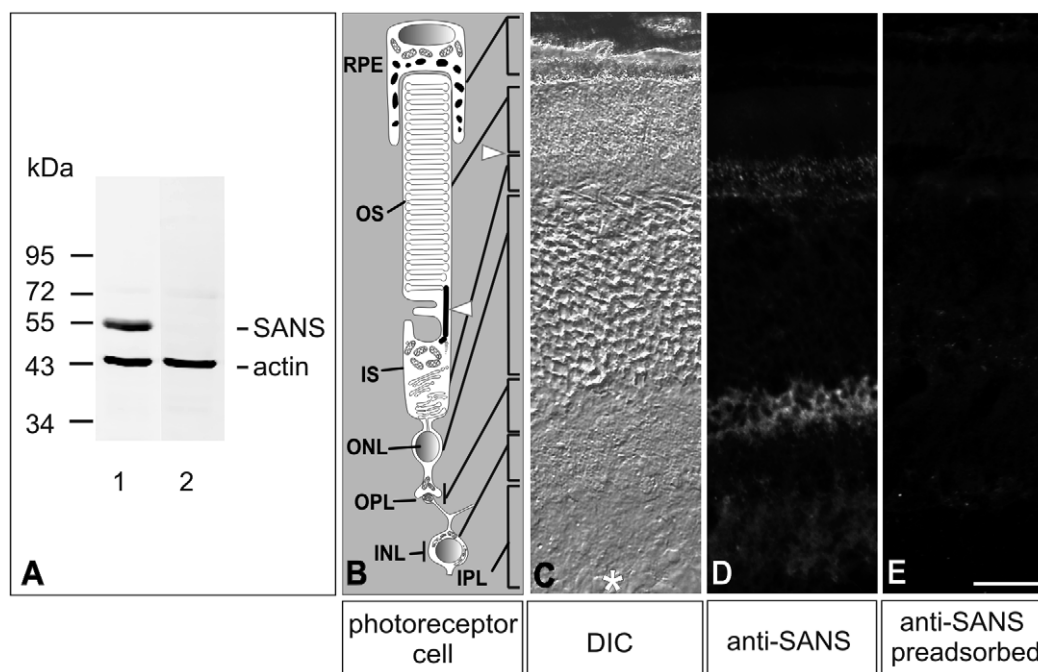 kDa
95
72
55
43
34
SANS
actin
1 2
A
RPE
OS
IS
ONL
OPL
INL
IPL
B
C
*
D
E
photoreceptor
cell
DIC
anti-SANS
anti-SANS
preadsorbed